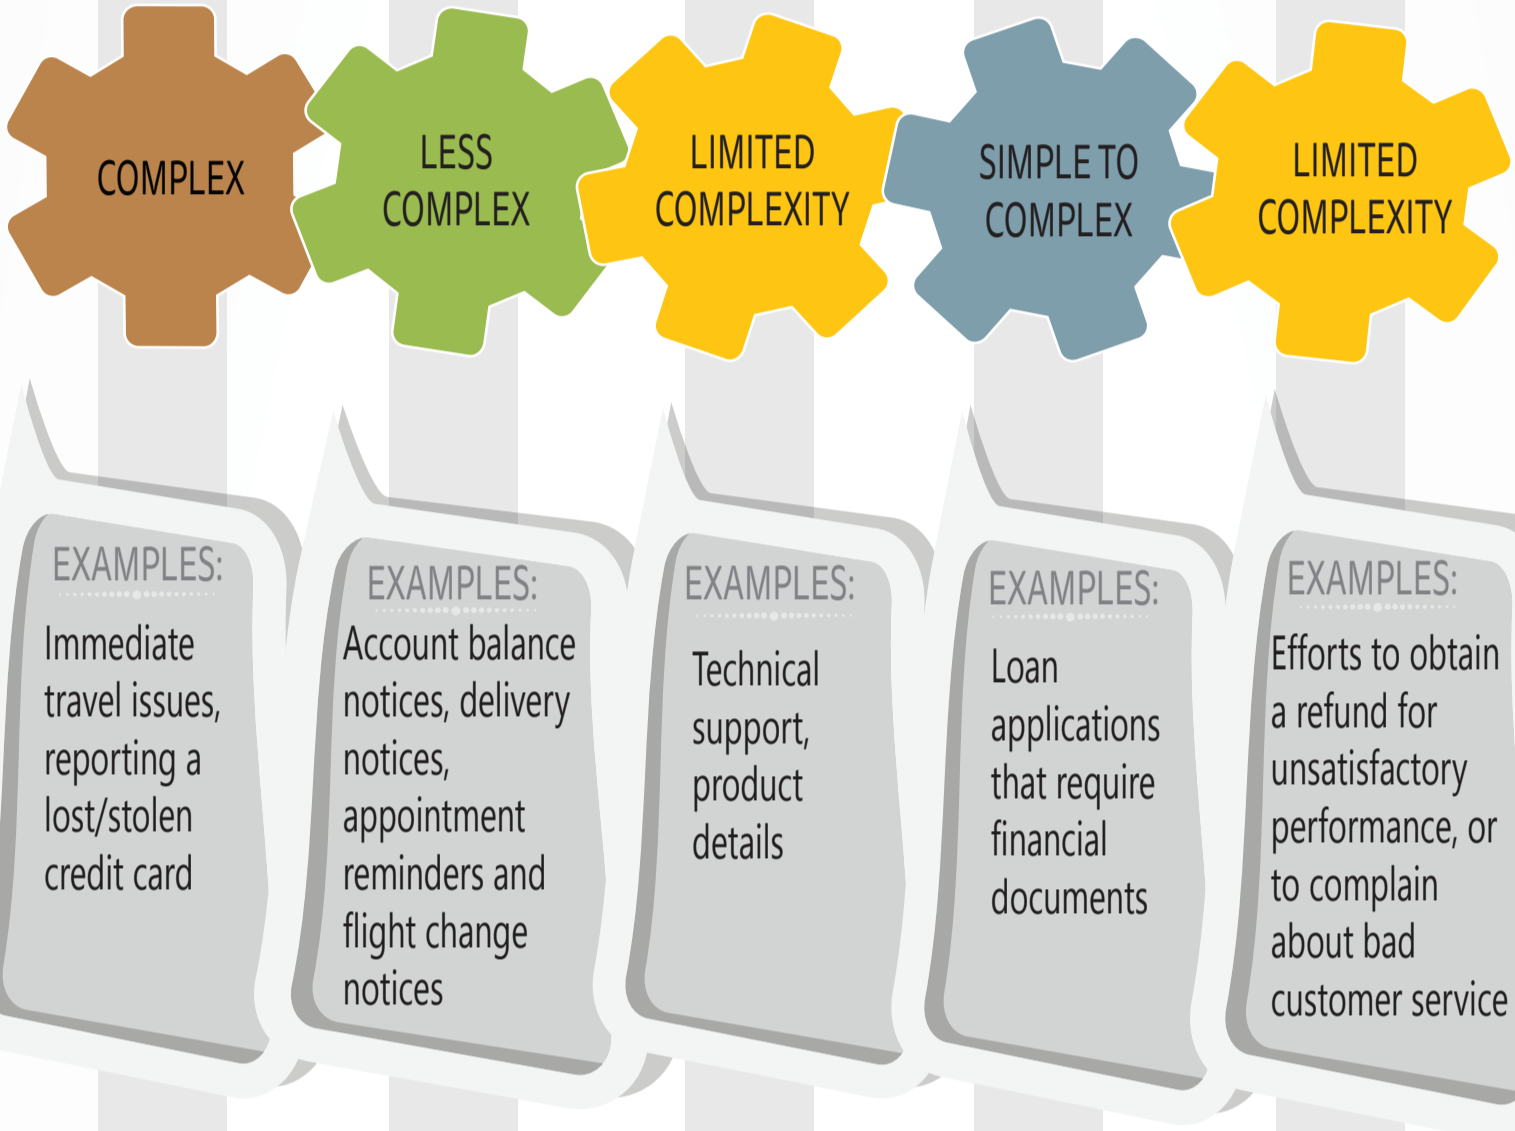 COMPLEX
LESS
COMPLEX
LIMITED
COMPLEXITY
SIMPLE TO
COMPLEX
LIMITED
COMPLEXITY
EXAMPLES:
Immediate
travel issues,
reporting a
lost/stolen
credit card
EXAMPLES:
Account balance
notices, delivery
notices,
appointment
reminders and
flight change
notices
EXAMPLES:
Technical
support,
product
details
EXAMPLES:
Loan
applications
that require
financial
documents
EXAMPLES:
Efforts to obtain
a refund for
unsatisfactory
performance, or
to complain
about bad
customer service